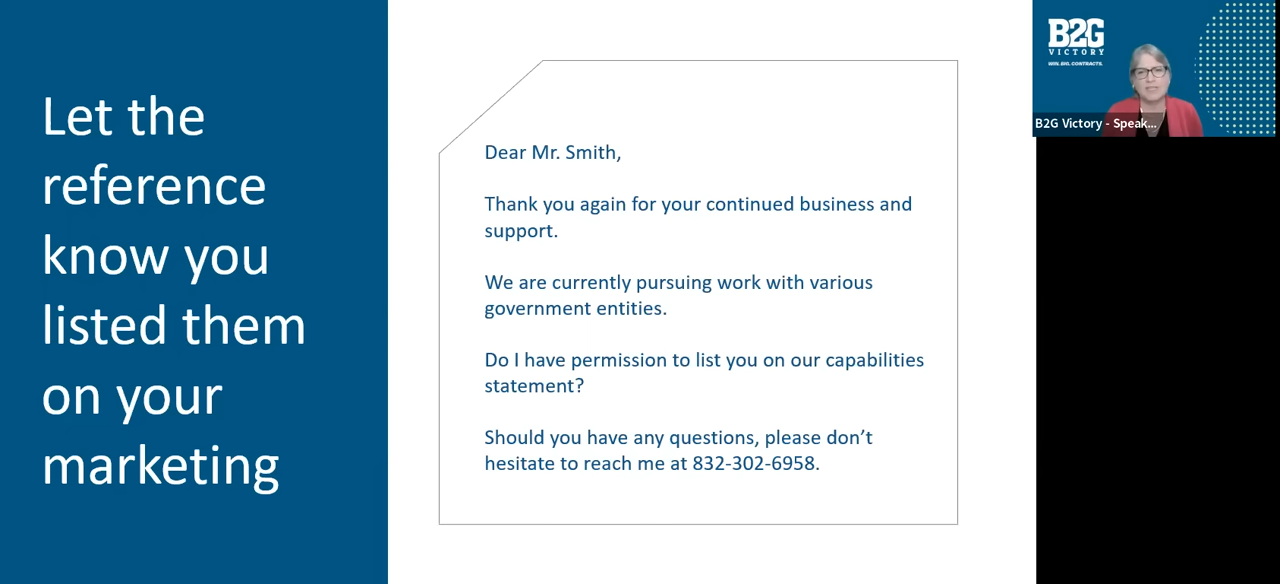 Let the
reference
know you
listed them
on your
marketing
Dear Mr. Smith,
Thank you again for your continued business and
support.
We are currently pursuing work with various
government entities.
Do I have permission to list you on our capabilities
statement?
Should you have any questions, please don’t
hesitate to reach me at 832-302-6958.
B2G
VICTORY
WIN. BIG. CONTRACTS.
B2G Victory - Speak...